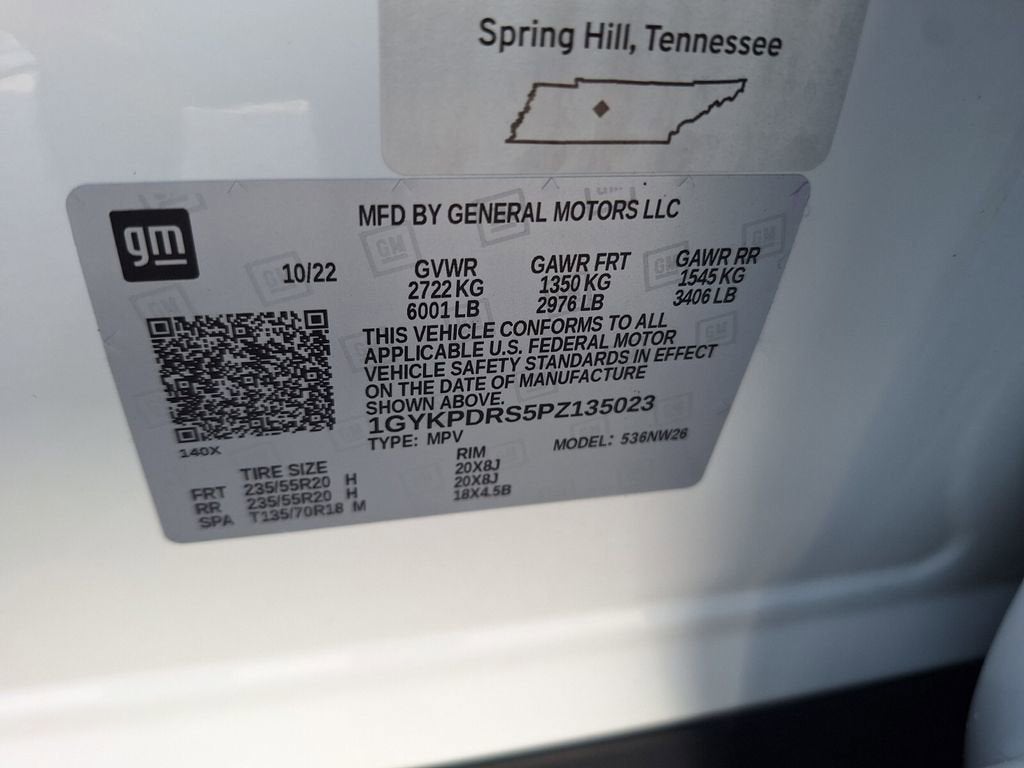 Spring Hill, Tennessee
gm
MFD BY GENERAL MOTORS LLC
10/22
GVWR
2722 KG
6001 LB
GAWR FRT
1350 KG
2976 LB
GAWR RR
1545 KG
3406 LB
THIS VEHICLE CONFORMS TO ALL
APPLICABLE U.S. FEDERAL MOTOR
VEHICLE SAFETY STANDARDS IN EFFECT
ON THE DATE OF MANUFACTURE
SHOWN ABOVE.
1GYKPDRS5PZ135023
TYPE: MPV
MODEL: 536NW26
140X
TIRE SIZE
RIM
FRT 235/55R20 H 20X8J
RR 235/55R20 H 20X8J
SPA T135/70R18 M 18X4.5B